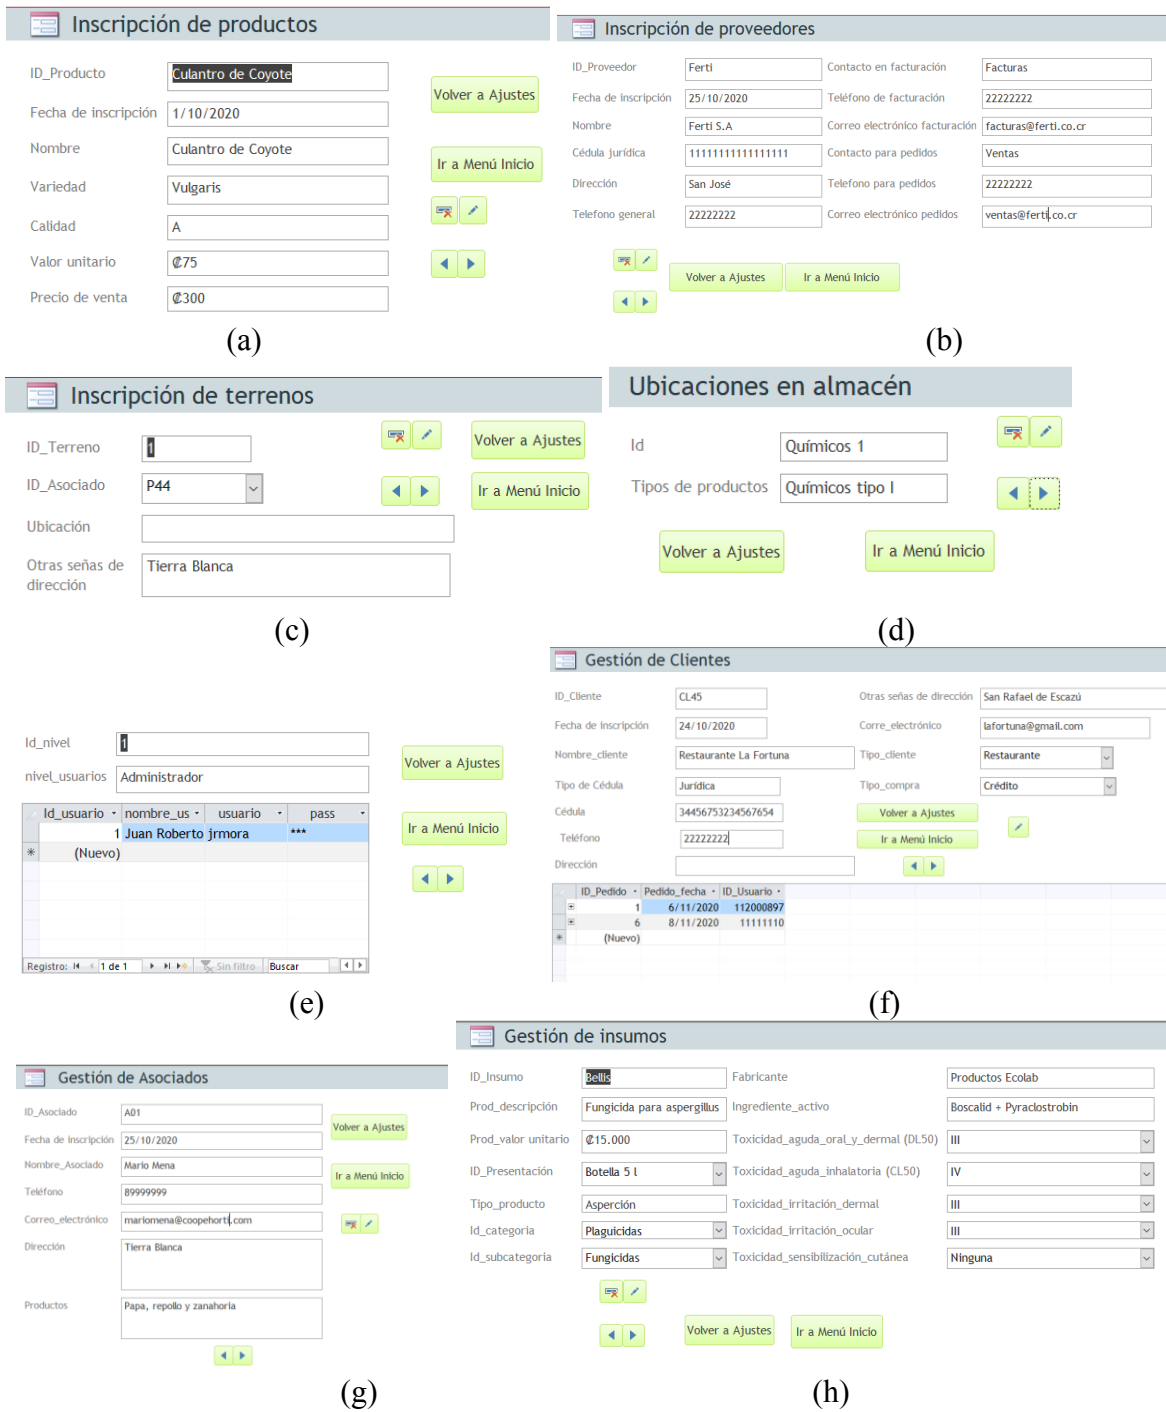 Inscripción de productos
ID_Producto Culantro de Coyote
Fecha de inscripción 1/10/2020
Nombre Culantro de Coyote
Variedad Vulgaris
Calidad A
Valor unitario ₡75
Precio de venta ₡300
Volver a Ajustes
Ir a Menú Inicio
(a)
Inscripción de proveedores
ID_Proveedor Ferti Contacto en facturación Facturas
Fecha de inscripción 25/10/2020 Teléfono de facturación 22222222
Nombre Ferti S.A Correo electrónico facturación facturas@ferti.co.cr
Cédula jurídica 11111111111111111 Contacto para pedidos Ventas
Dirección San José Telefono para pedidos 22222222
Telefono general 22222222 Correo electrónico pedidos ventas@ferti.co.cr
Volver a Ajustes Ir a Menú Inicio
(b)
Inscripción de terrenos
ID_Terreno 1
ID_Asociado P44
Ubicación
Otras señas de
dirección
Tierra Blanca
Volver a Ajustes
Ir a Menú Inicio
(c)
Ubicaciones en almacén
Id Químicos 1
Tipos de productos Químicos tipo I
Volver a Ajustes Ir a Menú Inicio
(d)
Id_nivel 1
nivel_usuarios Administrador
Id_usuario nombre_us usuario pass
1 Juan Roberto jrmora ***
(Nuevo)
Registro: 1 de 1 Sin filtro Buscar
Volver a Ajustes
Ir a Menú Inicio
(e)
Gestión de Clientes
ID_Cliente CL45 Otras señas de dirección San Rafael de Escazú
Fecha de inscripción 24/10/2020 Corre_electrónico lafortuna@gmail.com
Nombre_cliente Restaurante La Fortuna Tipo_cliente Restaurante
Tipo de Cédula Jurídica Tipo_compra Crédito
Cédula 34456753234567654 Volver a Ajustes
Teléfono 22222222 Ir a Menú Inicio
Dirección
ID_Pedido Pedido_fecha ID_Usuario
1 6/11/2020 112000897
6 8/11/2020 11111110
(Nuevo)
(f)
Gestión de Asociados
ID_Asociado A01
Fecha de inscripción 25/10/2020
Nombre_Asociado Mario Mena
Teléfono 89999999
Correo_electrónico mariomena@coopehorti.com
Dirección Tierra Blanca
Productos Papa, repollo y zanahoria
Volver a Ajustes
Ir a Menú Inicio
(g)
Gestión de insumos
ID_Insumo Bellis Fabricante Productos Ecolab
Prod_descripción Fungicida para aspergillus Ingrediente_activo Boscalid + Pyraclostrobin
Prod_valor unitario ₡15.000 Toxicidad_aguda_oral_y_dermal (DL50) III
ID_Presentación Botella 5 l Toxicidad_aguda_inhalatoria (CL50) IV
Tipo_producto Asperción Toxicidad_irritación_dermal III
Id_categoria Plaguicidas Toxicidad_irritación_ocular III
Id_subcategoria Fungicidas Toxicidad_sensibilización_cutánea Ninguna
Volver a Ajustes Ir a Menú Inicio
(h)